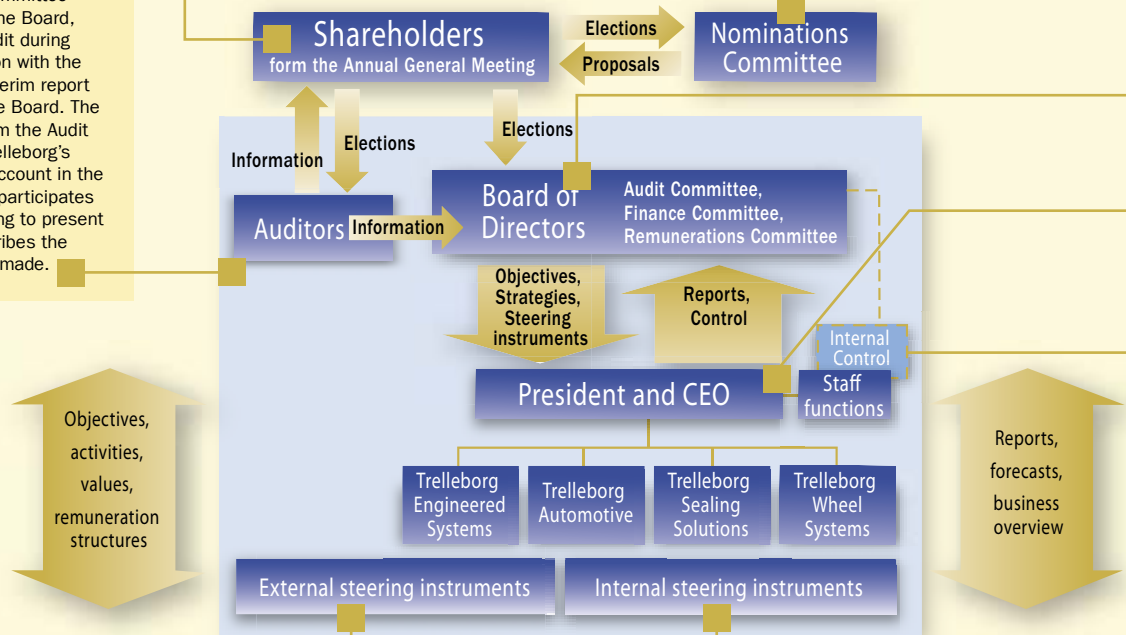 ne Board,
dit during
on with the
erim report
e Board. The
m the Audit
elleborg's
ccount in the
participates
ng to present
ribes the
made.
Shareholders
form the Annual General Meeting
Elections
Proposals
Nominations
Committee
Information
Elections
Elections
Auditors
Information
Board of
Directors
Audit Committee,
Finance Committee,
Remunerations Committee
Objectives,
Strategies,
Steering
instruments
Reports,
Control
Internal
Control
President and CEO
Staff
functions
Objectives,
activities,
values,
remuneration
structures
Reports,
forecasts,
business
overview
Trelleborg
Engineered
Systems
Trelleborg
Automotive
Trelleborg
Sealing
Solutions
Trelleborg
Wheel
Systems
External steering instruments
Internal steering instruments